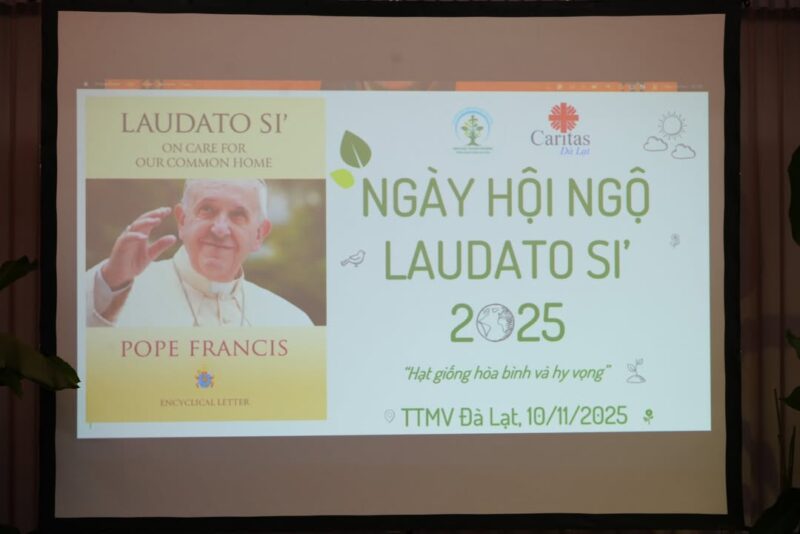 LAUDATO SI'
ON CARE FOR
OUR COMMON HOME
POPE FRANCIS
ENCYCLICAL LETTER
Caritas
Đà Lạt
NGÀY HỘI NGỘ
LAUDATO SI'
2025
“Hạt giống hòa bình và hy vọng”
TTMV Đà Lạt, 10/11/2025